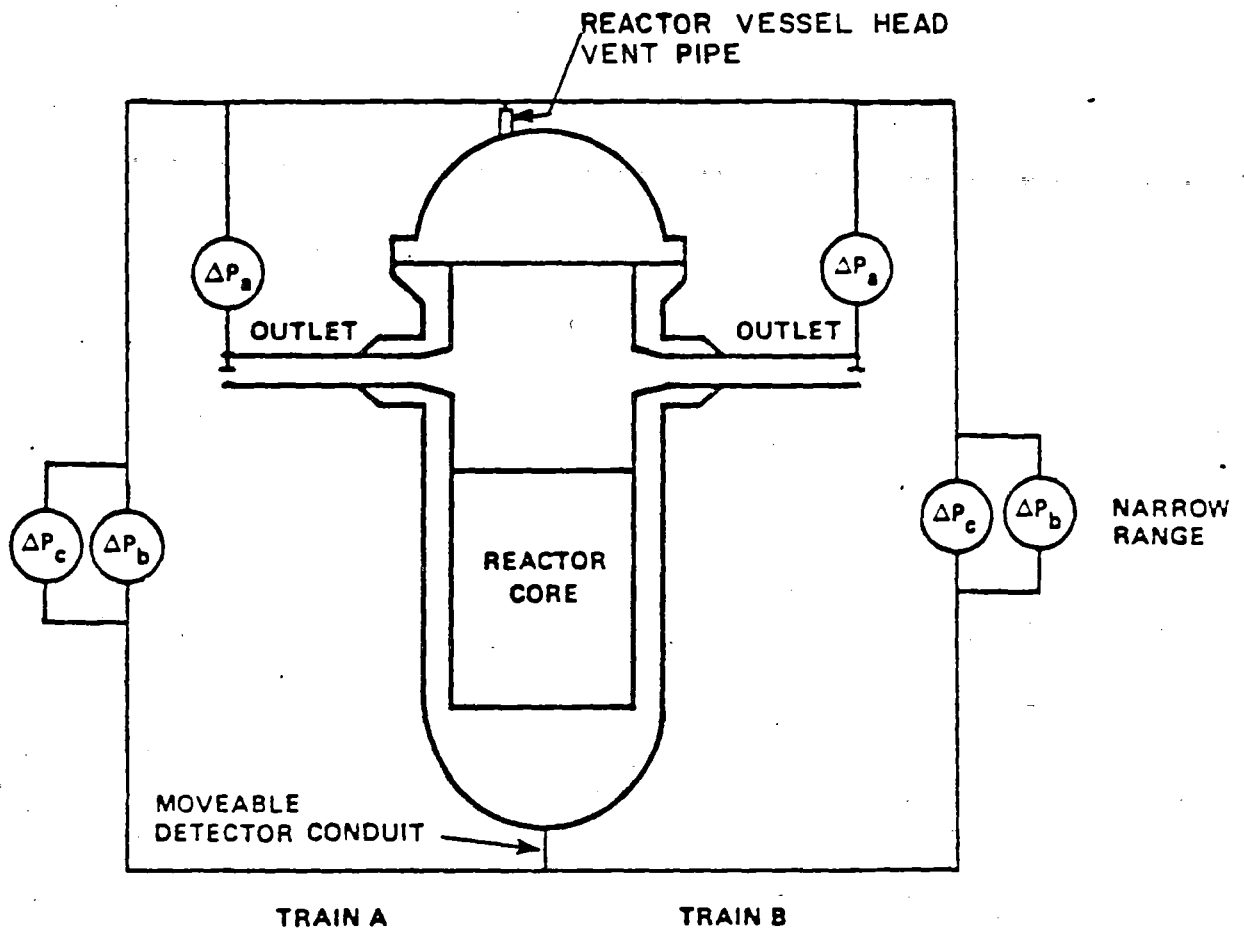 REACTOR VESSEL HEAD
VENT PIPE
ΔPa
ΔPa
OUTLET
OUTLET
ΔPc
ΔPb
ΔPc
ΔPb
NARROW
RANGE
REACTOR
CORE
MOVEABLE
DETECTOR CONDUIT
TRAIN A
TRAIN B